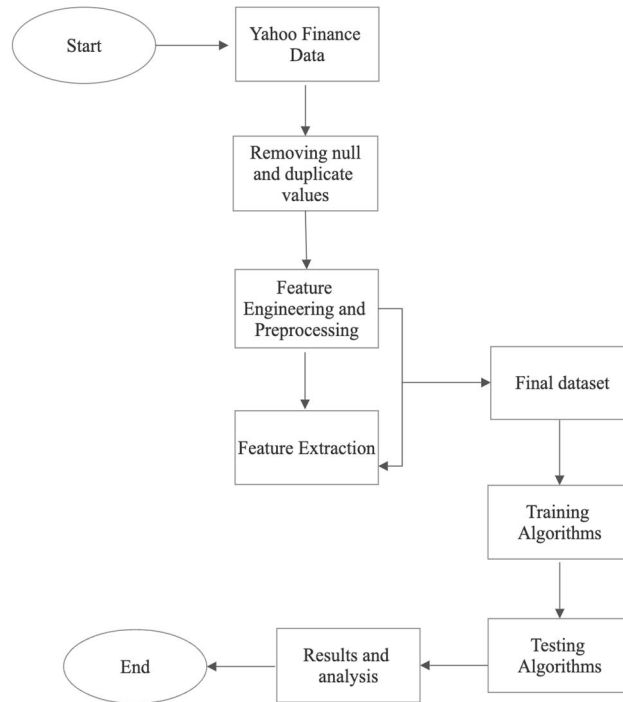 Start
Yahoo Finance
Data
Removing null
and duplicate
values
Feature
Engineering and
Preprocessing
Feature Extraction
Final dataset
Training
Algorithms
Testing
Algorithms
Results and
analysis
End